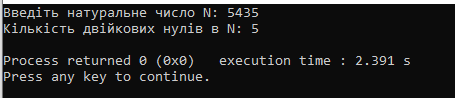 Введіть натуральне число N: 5435
Кількість двійкових нулів в N: 5
Process returned 0 (0x0)   execution time : 2.391 s
Press any key to continue.